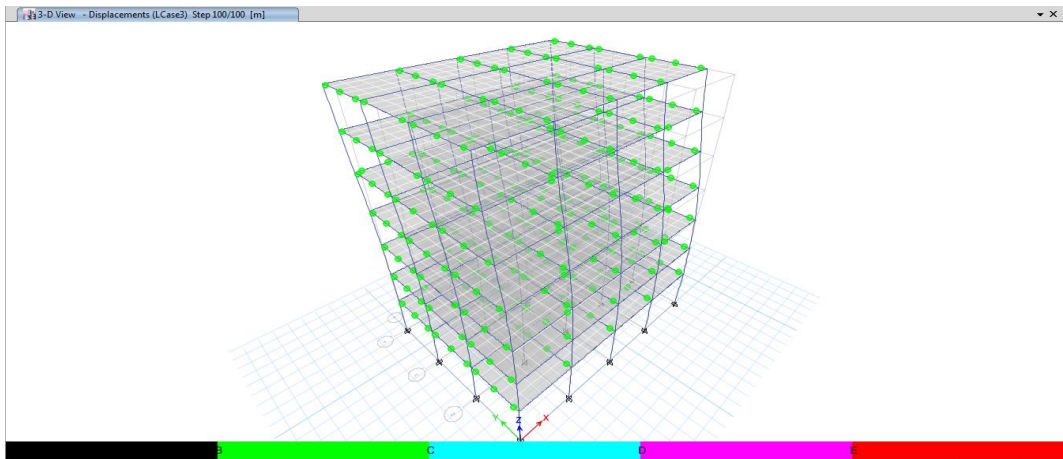 3-D View - Displacements (LCase3) Step 100/100 [m]
Z
Y X
B C D E